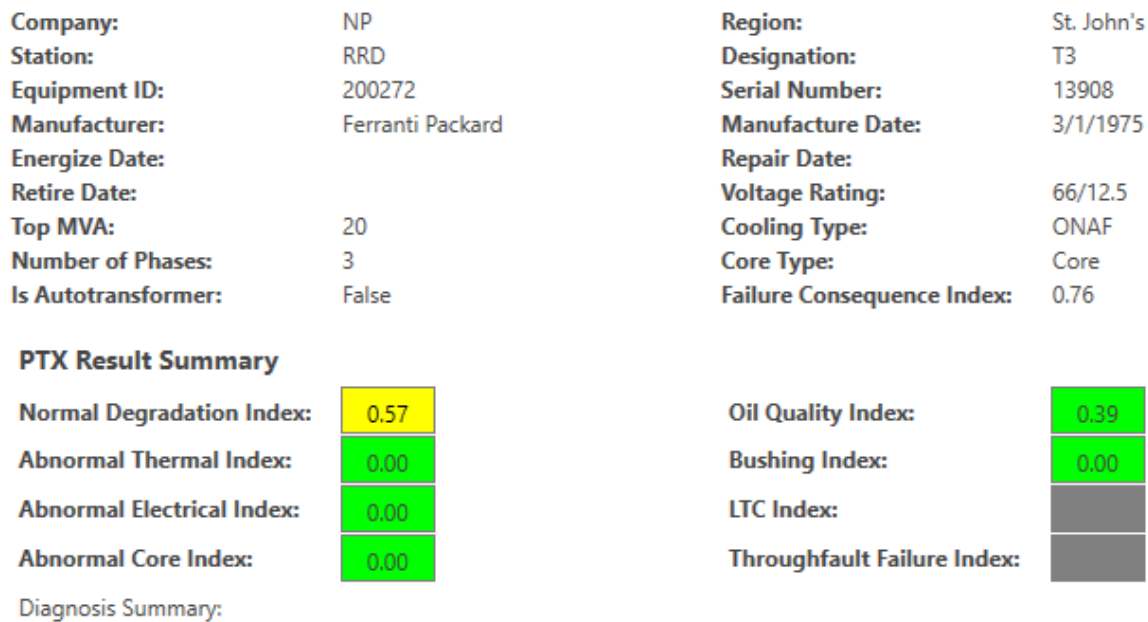 Company: NP Region: St. John's
Station: RRD Designation: T3
Equipment ID: 200272 Serial Number: 13908
Manufacturer: Ferranti Packard Manufacture Date: 3/1/1975
Energize Date: Repair Date:
Retire Date: Voltage Rating: 66/12.5
Top MVA: 20 Cooling Type: ONAF
Number of Phases: 3 Core Type: Core
Is Autotransformer: False Failure Consequence Index: 0.76
PTX Result Summary
Normal Degradation Index: 0.57 Oil Quality Index: 0.39
Abnormal Thermal Index: 0.00 Bushing Index: 0.00
Abnormal Electrical Index: 0.00 LTC Index:
Abnormal Core Index: 0.00 Throughfault Failure Index:
Diagnosis Summary: